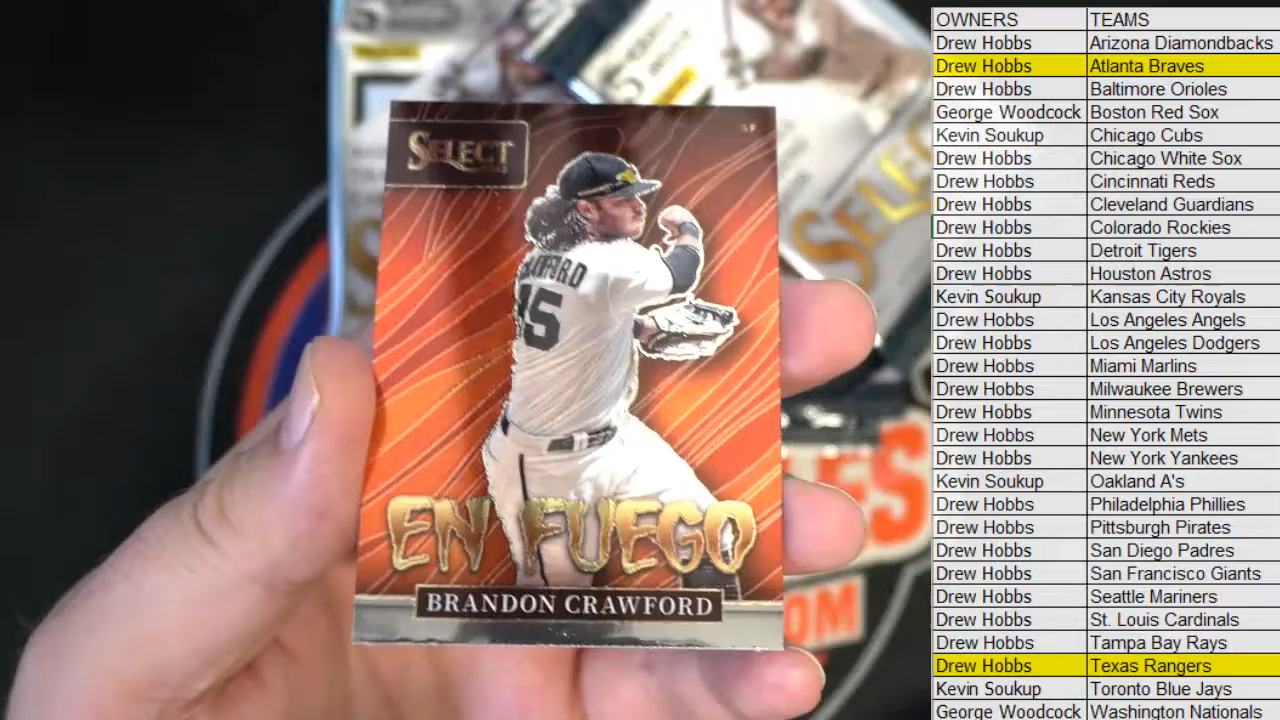 SELECT
SF
CRAWFORD
15
EN FUEGO
BRANDON CRAWFORD
SELEC
ES
OM
OWNERS TEAMS
Drew Hobbs Arizona Diamondbacks
Drew Hobbs Atlanta Braves
Drew Hobbs Baltimore Orioles
George Woodcock Boston Red Sox
Kevin Soukup Chicago Cubs
Drew Hobbs Chicago White Sox
Drew Hobbs Cincinnati Reds
Drew Hobbs Cleveland Guardians
Drew Hobbs Colorado Rockies
Drew Hobbs Detroit Tigers
Drew Hobbs Houston Astros
Kevin Soukup Kansas City Royals
Drew Hobbs Los Angeles Angels
Drew Hobbs Los Angeles Dodgers
Drew Hobbs Miami Marlins
Drew Hobbs Milwaukee Brewers
Drew Hobbs Minnesota Twins
Drew Hobbs New York Mets
Drew Hobbs New York Yankees
Kevin Soukup Oakland A's
Drew Hobbs Philadelphia Phillies
Drew Hobbs Pittsburgh Pirates
Drew Hobbs San Diego Padres
Drew Hobbs San Francisco Giants
Drew Hobbs Seattle Mariners
Drew Hobbs St. Louis Cardinals
Drew Hobbs Tampa Bay Rays
Drew Hobbs Texas Rangers
Kevin Soukup Toronto Blue Jays
George Woodcock Washington Nationals